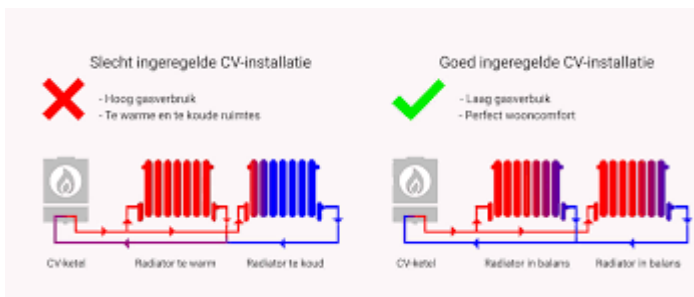 Slecht ingeregelde CV-installatie
- Hoog gasverbruik
- Te warme en te koude ruimtes
CV-ketel
Radiator te warm
Radiator te koud
Goed ingeregelde CV-installatie
- Laag gasverbuik
- Perfect wooncomfort
CV-ketel
Radiator in balans
Radiator in balans